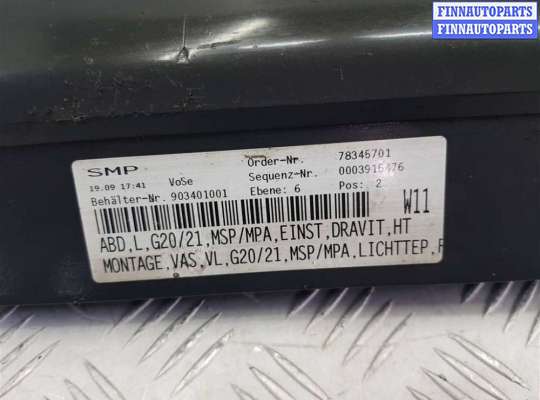 FINNAUTOPARTS
FINNAUTOPARTS
SMP Order-Nr. 78345701
19.09 17:41 VoSe Sequenz-Nr. 0003916476
Behälter-Nr. 903401001 Ebene: 6 Pos: 2
W11
ABD,L,G20/21,MSP/MPA,EINST,DRAVIT,HT
MONTAGE,VAS,VL,G20/21,MSP/MPA,LICHTTEP,